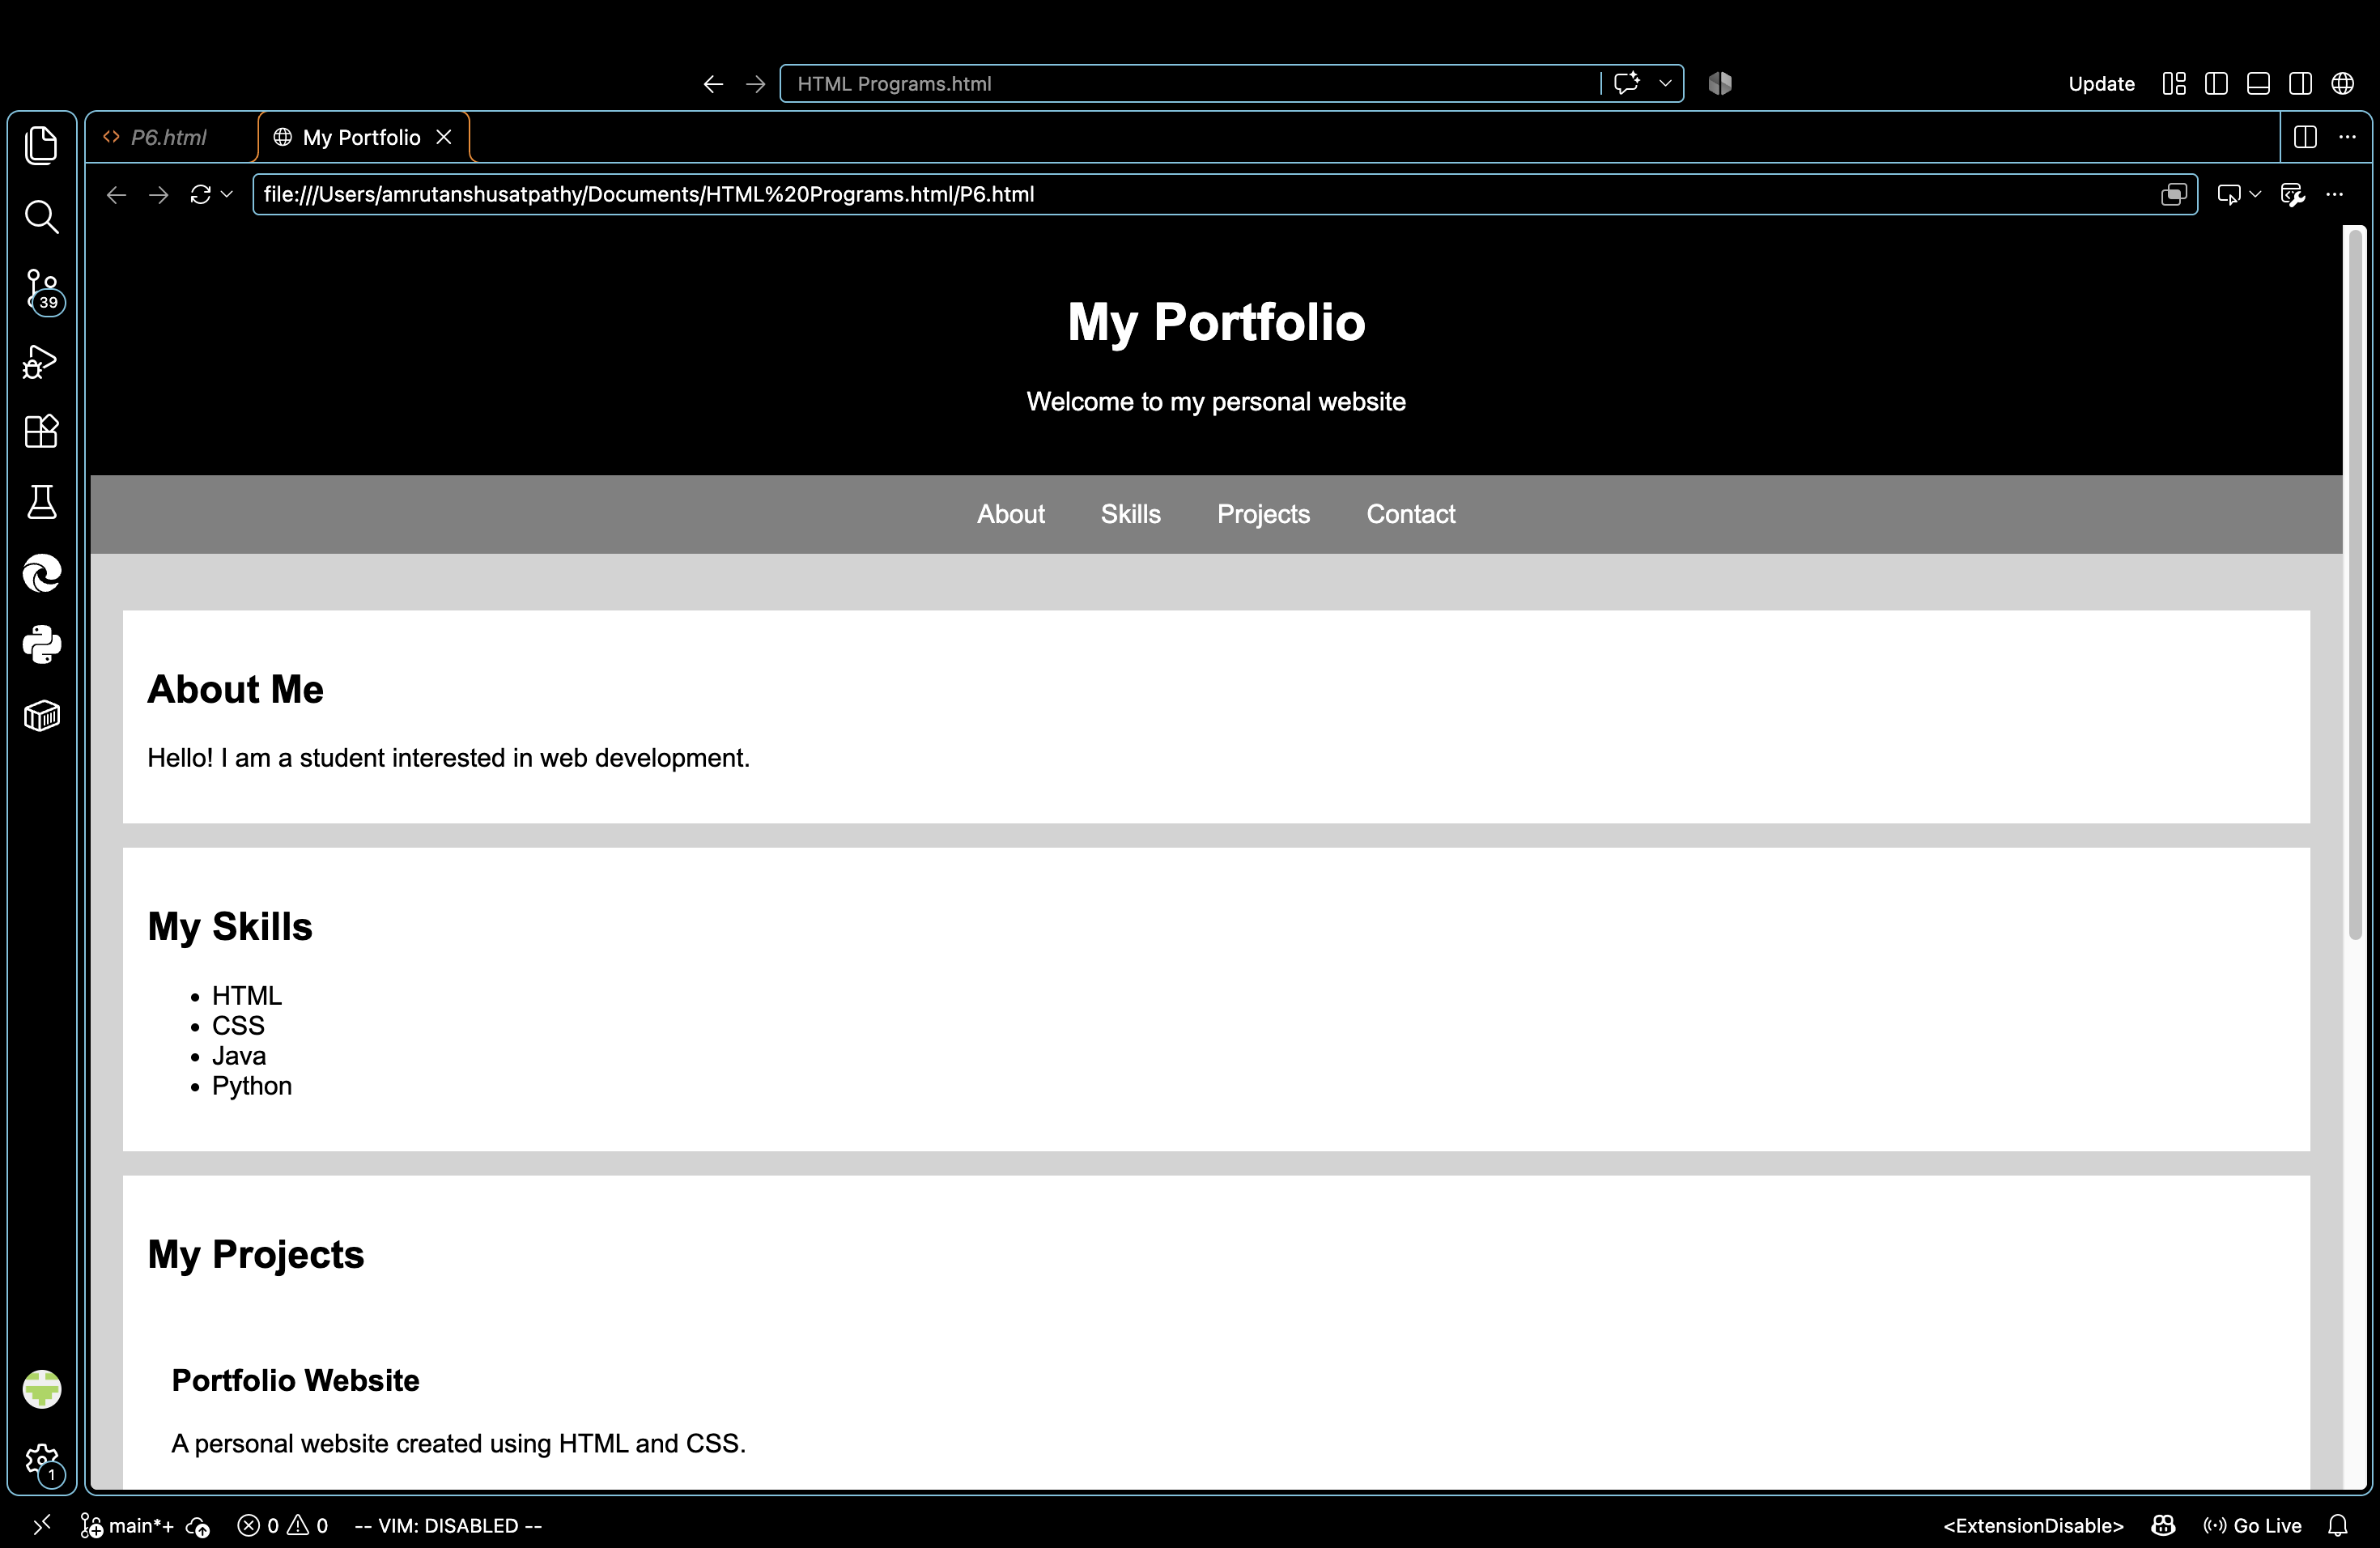 HTML Programs.html
Update
P6.html
My Portfolio
file:///Users/amrutanshusatpathy/Documents/HTML%20Programs.html/P6.html
39
My Portfolio
Welcome to my personal website
About Skills Projects Contact
About Me
Hello! I am a student interested in web development.
My Skills
• HTML
• CSS
• Java
• Python
My Projects
Portfolio Website
A personal website created using HTML and CSS.
1
main*+ 0 0 -- VIM: DISABLED --
<ExtensionDisable> Go Live